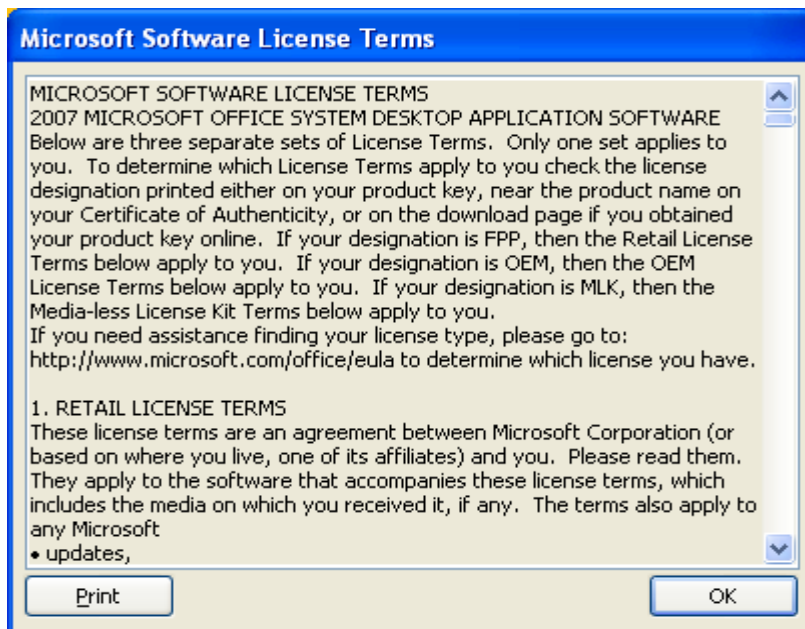 Microsoft Software License Terms
MICROSOFT SOFTWARE LICENSE TERMS
2007 MICROSOFT OFFICE SYSTEM DESKTOP APPLICATION SOFTWARE
Below are three separate sets of License Terms.  Only one set applies to
you.  To determine which License Terms apply to you check the license
designation printed either on your product key, near the product name on
your Certificate of Authenticity, or on the download page if you obtained
your product key online.  If your designation is FPP, then the Retail License
Terms below apply to you.  If your designation is OEM, then the OEM
License Terms below apply to you.  If your designation is MLK, then the
Media-less License Kit Terms below apply to you.
If you need assistance finding your license type, please go to:
http://www.microsoft.com/office/eula to determine which license you have.
1. RETAIL LICENSE TERMS
These license terms are an agreement between Microsoft Corporation (or
based on where you live, one of its affiliates) and you.  Please read them.
They apply to the software that accompanies these license terms, which
includes the media on which you received it, if any.  The terms also apply to
any Microsoft
• updates,
Print
OK